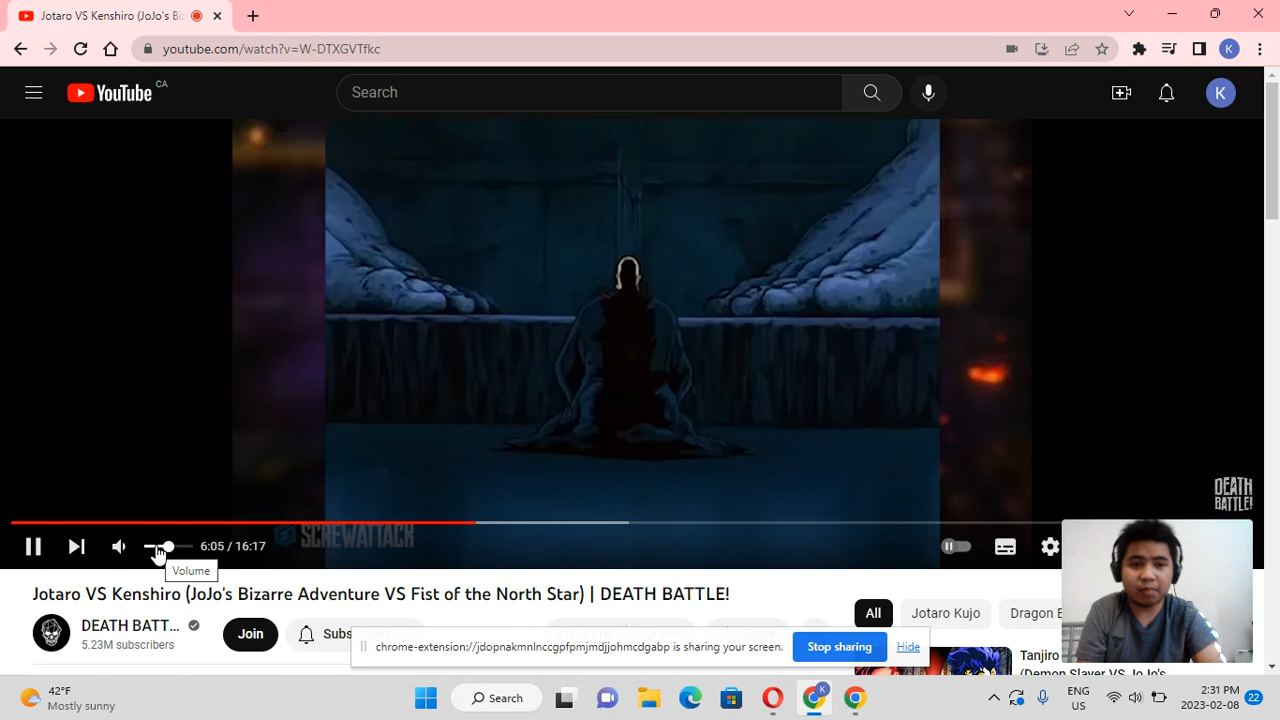 Jotaro VS Kenshiro (JoJo's Bi
youtube.com/watch?v=W-DTXGVTfkc
K
YouTube CA
Search
K
DEATH
BATTLE!
SCREWATTACK
6:05 / 16:17
Volume
Jotaro VS Kenshiro (JoJo's Bizarre Adventure VS Fist of the North Star) | DEATH BATTLE!
DEATH BATT...
5.23M subscribers
Join
All
Jotaro Kujo
Dragon
chrome-extension://jdopnakmnlnccgpfpmjmdjjohmcdgabp is sharing your screen.
Stop sharing
Hide
Tanjiro
(Demon Slayer VS Jo Jo's
42°F
Mostly sunny
Search
K
ENG
US
2:31 PM
2023-02-08
22